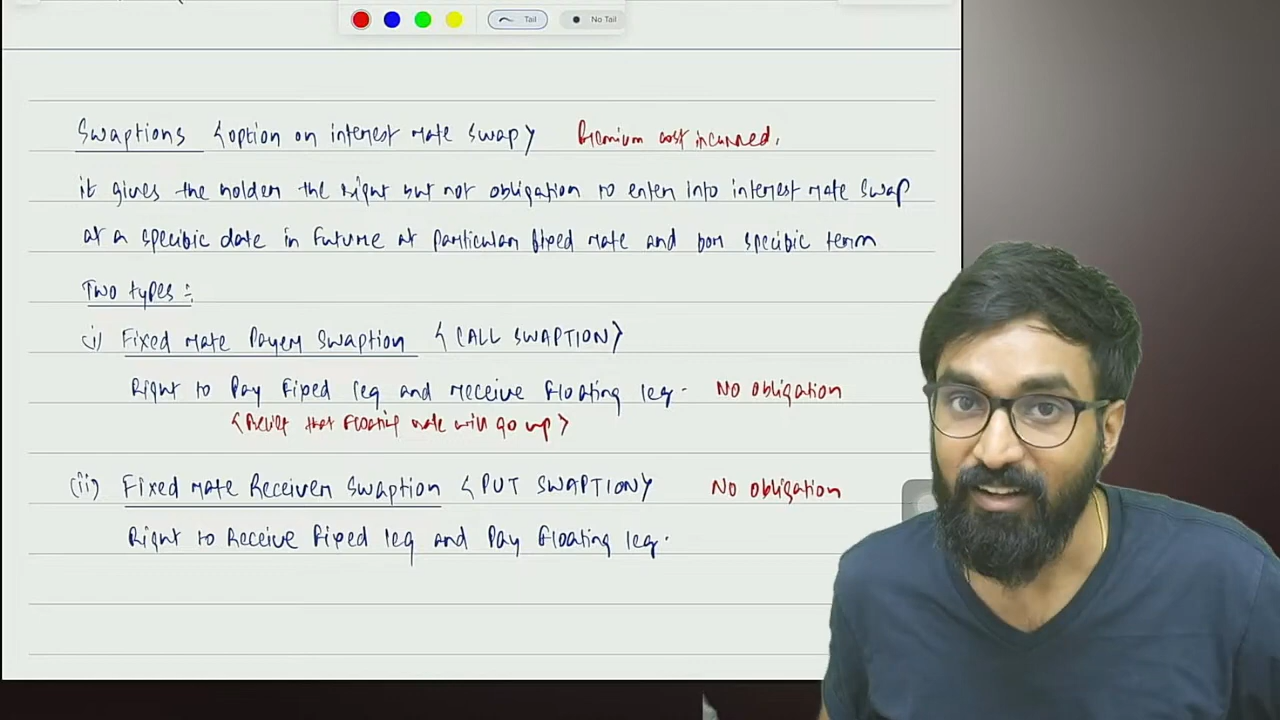 Tail No Tail
Swaptions {option on interest rate swap} Premium cost incurred.
it gives the holder the right but not obligation to enter into interest rate swap
at a specific date in future at particular fixed rate and for specific term
Two types :-
(i) Fixed rate Payer Swaption {CALL SWAPTION}
Right to Pay Fixed leg and receive Floating leg. No obligation
{Belief that Floating rate will go up}
(ii) Fixed rate Receiver Swaption {PUT SWAPTION} No obligation
Right to Receive Fixed leg and Pay Floating leg.